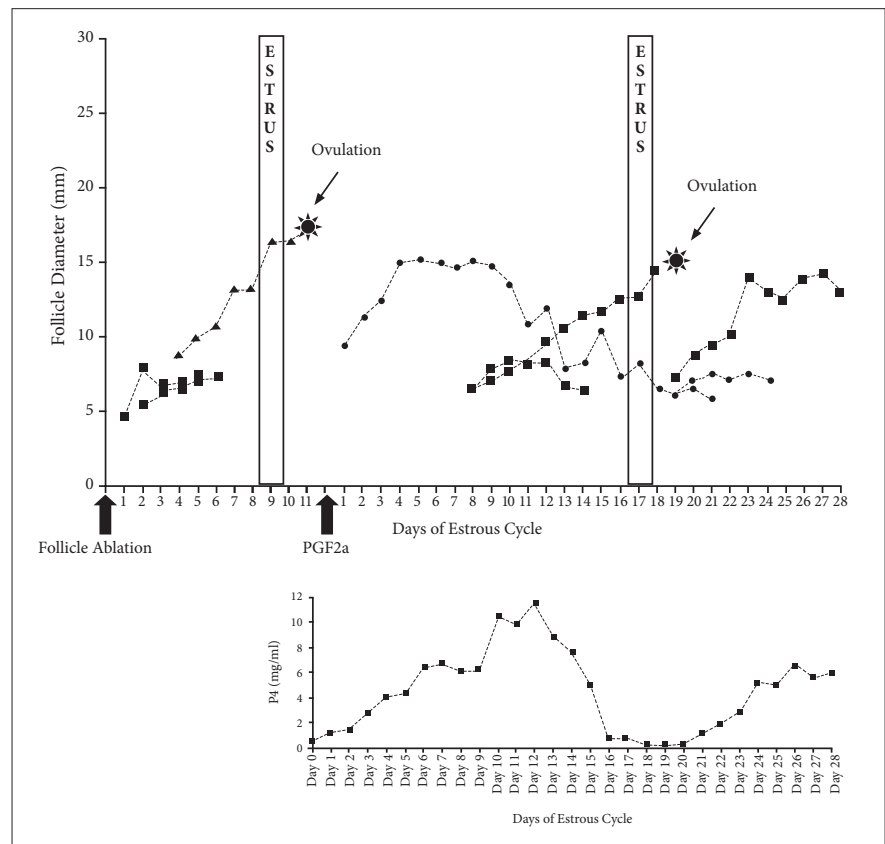 30
25
20
15
10
5
0
Follicle Diameter (mm)
ESTRUS
Ovulation
ESTRUS
Ovulation
1 2 3 4 5 6 7 8 9 10 11 1 2 3 4 5 6 7 8 9 10 11 12 13 14 15 16 17 18 19 20 21 22 23 24 25 26 27 28
Days of Estrous Cycle
Follicle Ablation
PGF2a
12
10
8
6
4
2
0
P4 (mg/ml)
Day 0
Day 1
Day 2
Day 3
Day 4
Day 5
Day 6
Day 7
Day 8
Day 9
Day 10
Day 11
Day 12
Day 13
Day 14
Day 15
Day 16
Day 17
Day 18
Day 19
Day 20
Day 21
Day 22
Day 23
Day 24
Day 25
Day 26
Day 27
Day 28
Days of Estrous Cycle